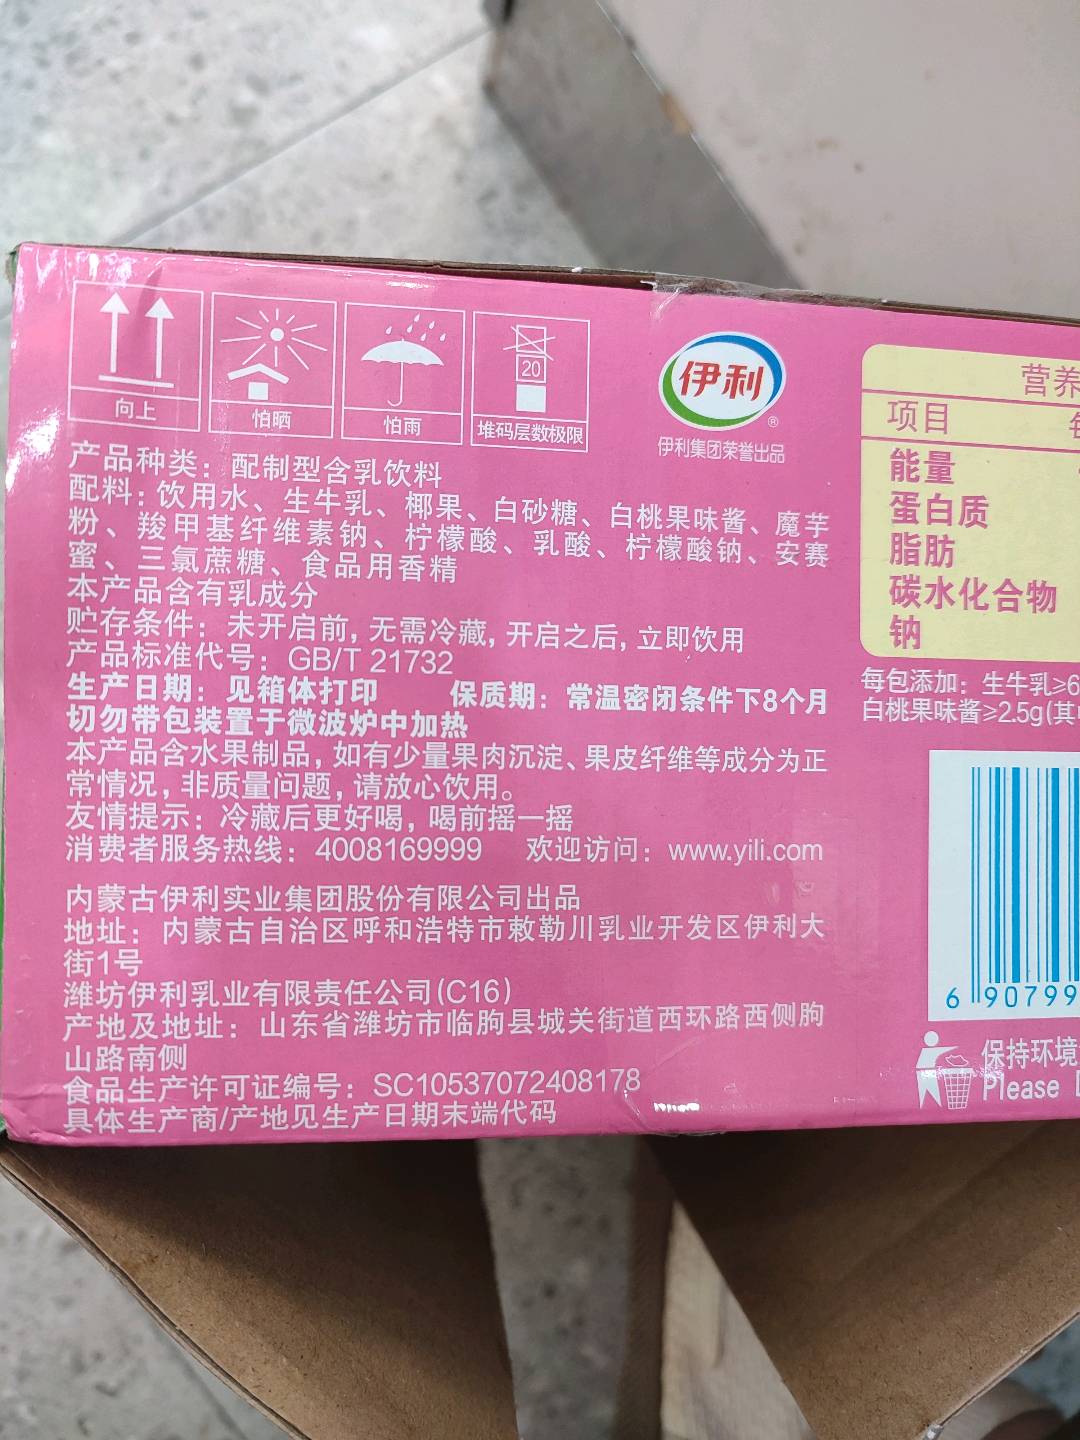 向上
怕晒
怕雨
20
堆码层数极限
伊利
®
伊利集团荣誉出品
产品种类：配制型含乳饮料
配料：饮用水、生牛乳、椰果、白砂糖、白桃果味酱、魔芋
粉、羧甲基纤维素钠、柠檬酸、乳酸、柠檬酸钠、安赛
蜜、三氯蔗糖、食品用香精
本产品含有乳成分
贮存条件：未开启前，无需冷藏，开启之后，立即饮用
产品标准代号：GB/T 21732
生产日期：见箱体打印 保质期：常温密闭条件下8个月
切勿带包装置于微波炉中加热
本产品含水果制品，如有少量果肉沉淀、果皮纤维等成分为正
常情况，非质量问题，请放心饮用。
友情提示：冷藏后更好喝，喝前摇一摇
消费者服务热线：4008169999 欢迎访问：www.yili.com
内蒙古伊利实业集团股份有限公司出品
地址：内蒙古自治区呼和浩特市敕勒川乳业开发区伊利大
街1号
潍坊伊利乳业有限责任公司(C16)
产地及地址：山东省潍坊市临朐县城关街道西环路西侧朐
山路南侧
食品生产许可证编号：SC10537072408178
具体生产商/产地见生产日期末端代码
营养
项目
能量
蛋白质
脂肪
碳水化合物
钠
每包添加：生牛乳≥6
白桃果味酱≥2.5g(其
6 90799
保持环境
Please